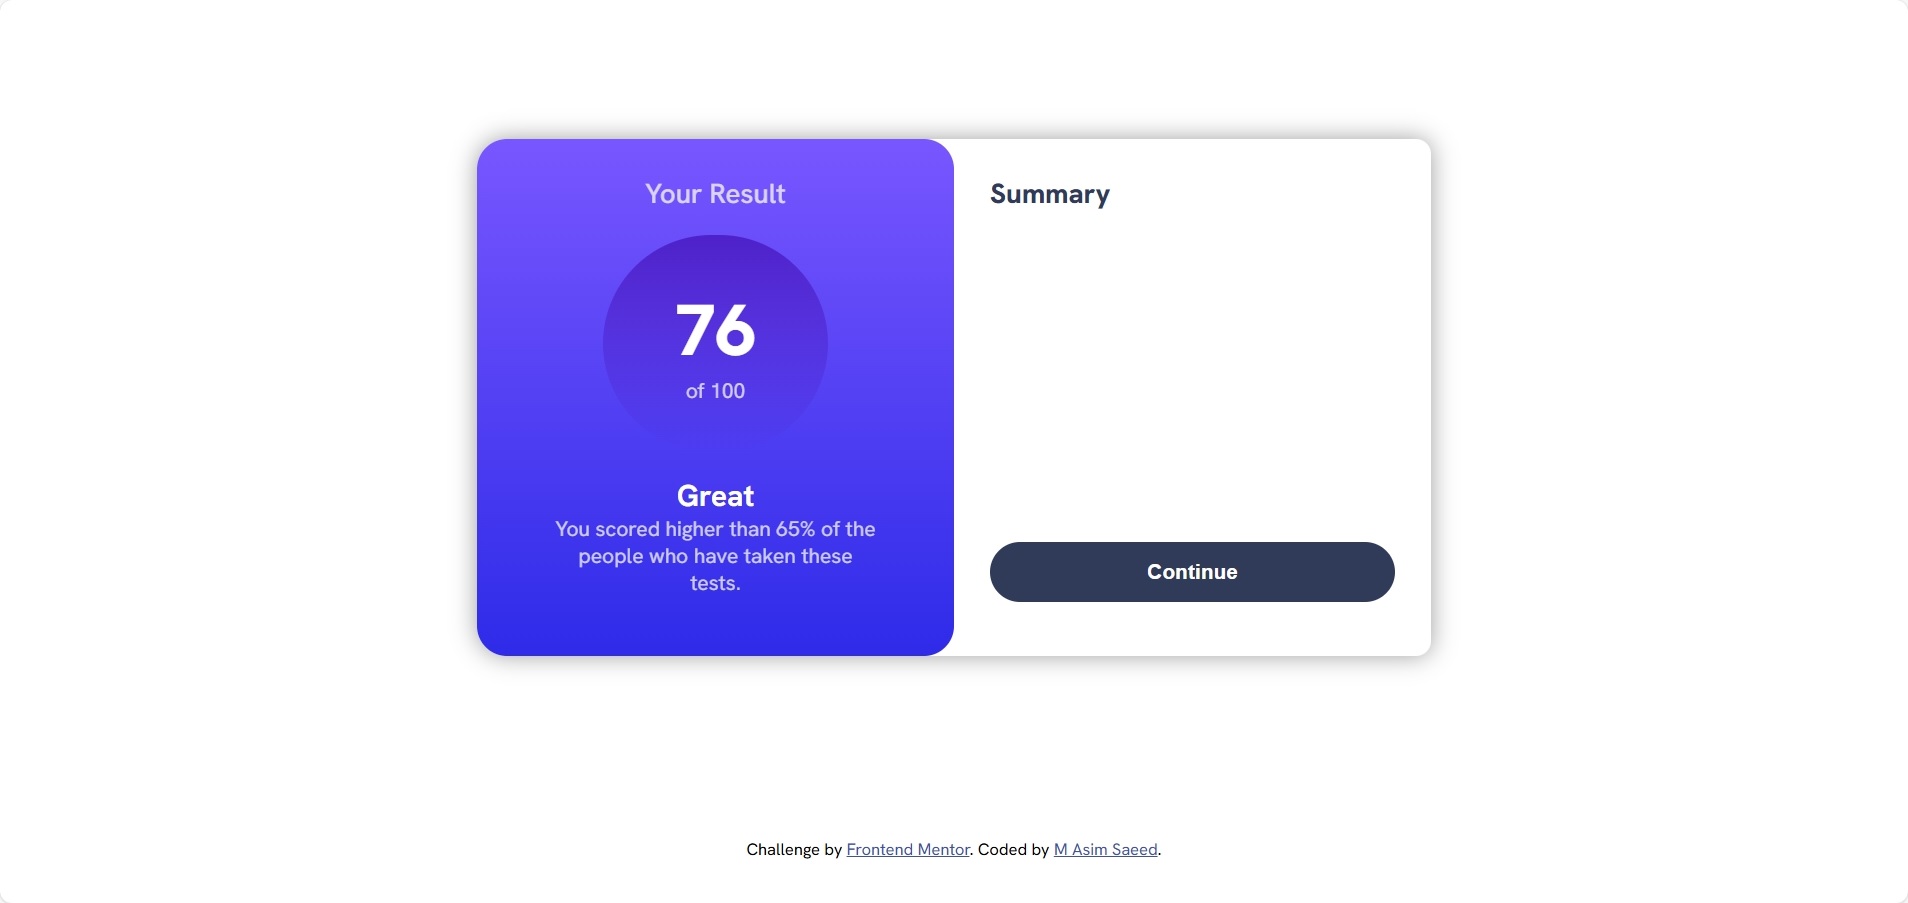 Your Result
76
of 100
Great
You scored higher than 65% of the
people who have taken these
tests.
Summary
Continue
Challenge by Frontend Mentor. Coded by M Asim Saeed.